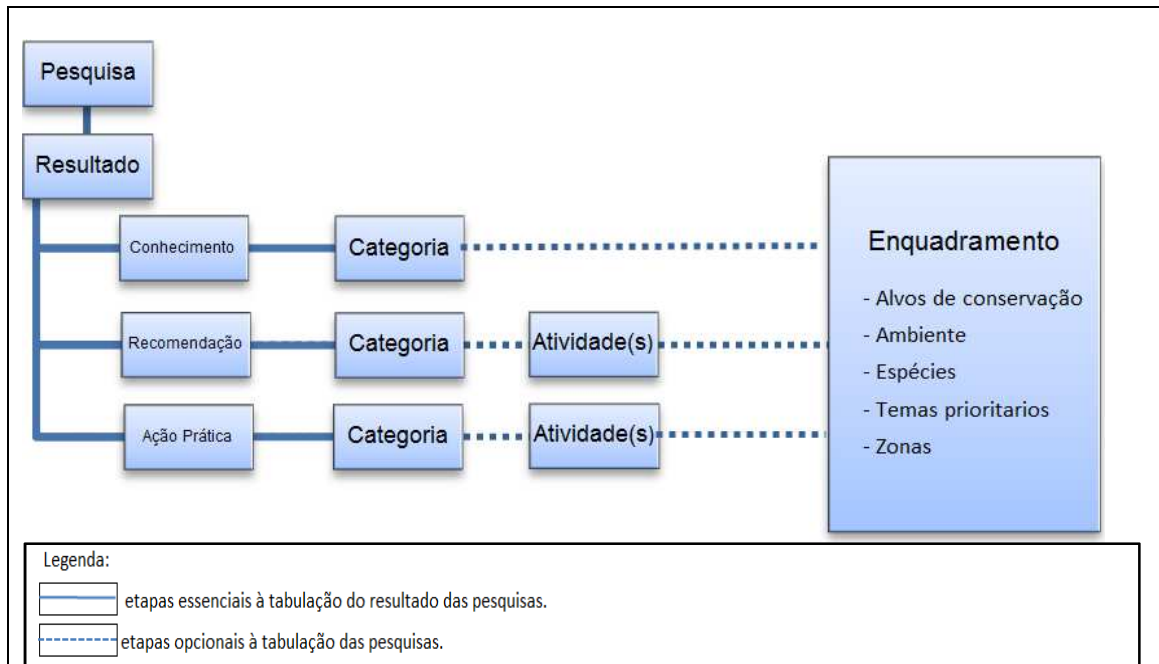 Pesquisa
Resultado
Conhecimento
Categoria
Recomendação
Categoria
Atividade(s)
Ação Prática
Categoria
Atividade(s)
Enquadramento
- Alvos de conservação
- Ambiente
- Espécies
- Temas prioritarios
- Zonas
Legenda:
etapas essenciais à tabulação do resultado das pesquisas.
etapas opcionais à tabulação das pesquisas.